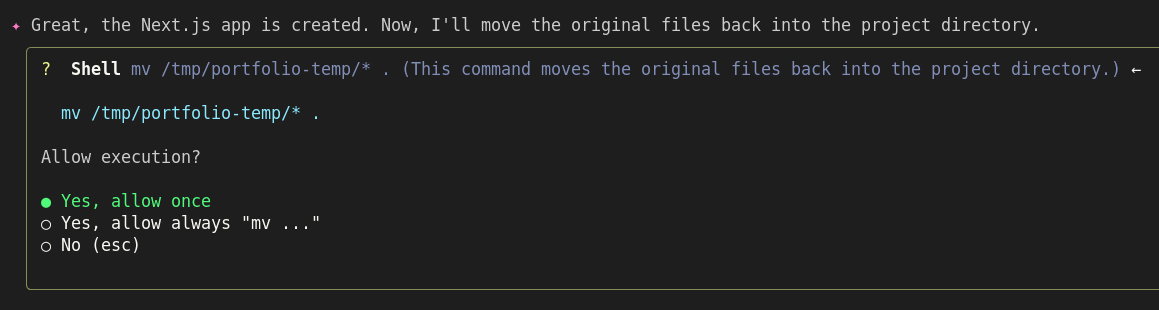 ✦ Great, the Next.js app is created. Now, I'll move the original files back into the project directory.
? Shell mv /tmp/portfolio-temp/* . (This command moves the original files back into the project directory.) ←
mv /tmp/portfolio-temp/* .
Allow execution?
● Yes, allow once
○ Yes, allow always "mv ..."
○ No (esc)